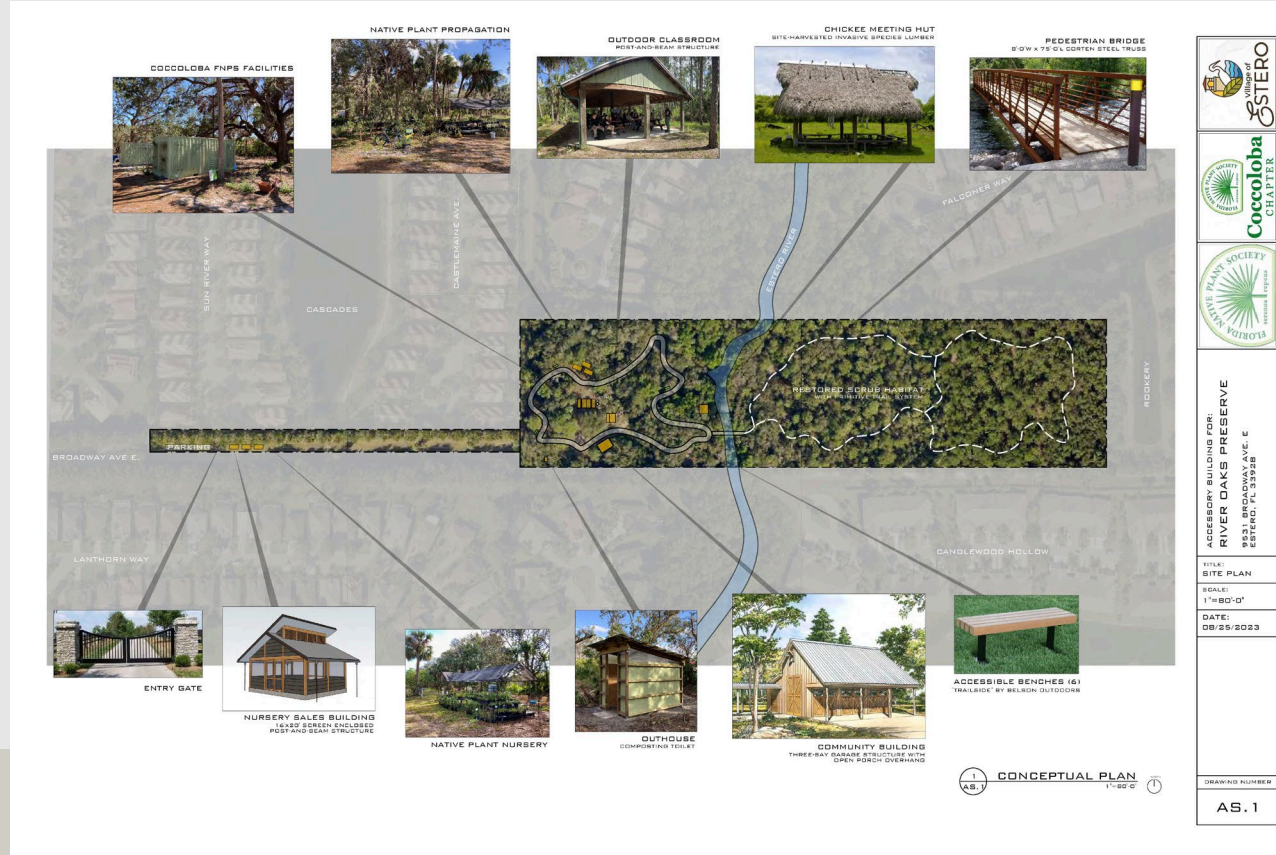 NATIVE PLANT PROPAGATION
OUTDOOR CLASSROOM
POST-AND-BEAM STRUCTURE
CHICKEE MEETING HUT
SITE-HARVESTED INVASIVE SPECIES LUMBER
PEDESTRIAN BRIDGE
8'-0"W x 75'-0"L CORTEN STEEL TRUSS
COCCOLOBA FNPS FACILITIES
FALCONER WAY
SUN RIVER WAY
CASTLEMAINE AVE.
ESTERO RIVER
CASCADES
RESTORED SCRUB HABITAT
WITH PRIMITIVE TRAIL SYSTEM
ROOKERY
PARKING
BROADWAY AVE E.
LANTHORN WAY
CANDLEWOOD HOLLOW
ENTRY GATE
NURSERY SALES BUILDING
16'x20' SCREEN ENCLOSED
POST-AND-BEAM STRUCTURE
NATIVE PLANT NURSERY
OUTHOUSE
COMPOSTING TOILET
COMMUNITY BUILDING
THREE-BAY GARAGE STRUCTURE WITH
OPEN PORCH OVERHANG
ACCESSIBLE BENCHES (6)
"TRAILSIDE" BY BELSON OUTDOORS
1
AS.1
CONCEPTUAL PLAN
1"=80'-0"
Village of
ESTERO
Coccoloba
CHAPTER
FLORIDA NATIVE PLANT SOCIETY
FLORIDA NATIVE PLANT SOCIETY
serenoa repens
ACCESSORY BUILDING FOR:
RIVER OAKS PRESERVE
9531 BROADWAY AVE. E
ESTERO, FL 33928
TITLE:
SITE PLAN
SCALE:
1"=80'-0"
DATE:
08/25/2023
DRAWING NUMBER
AS.1